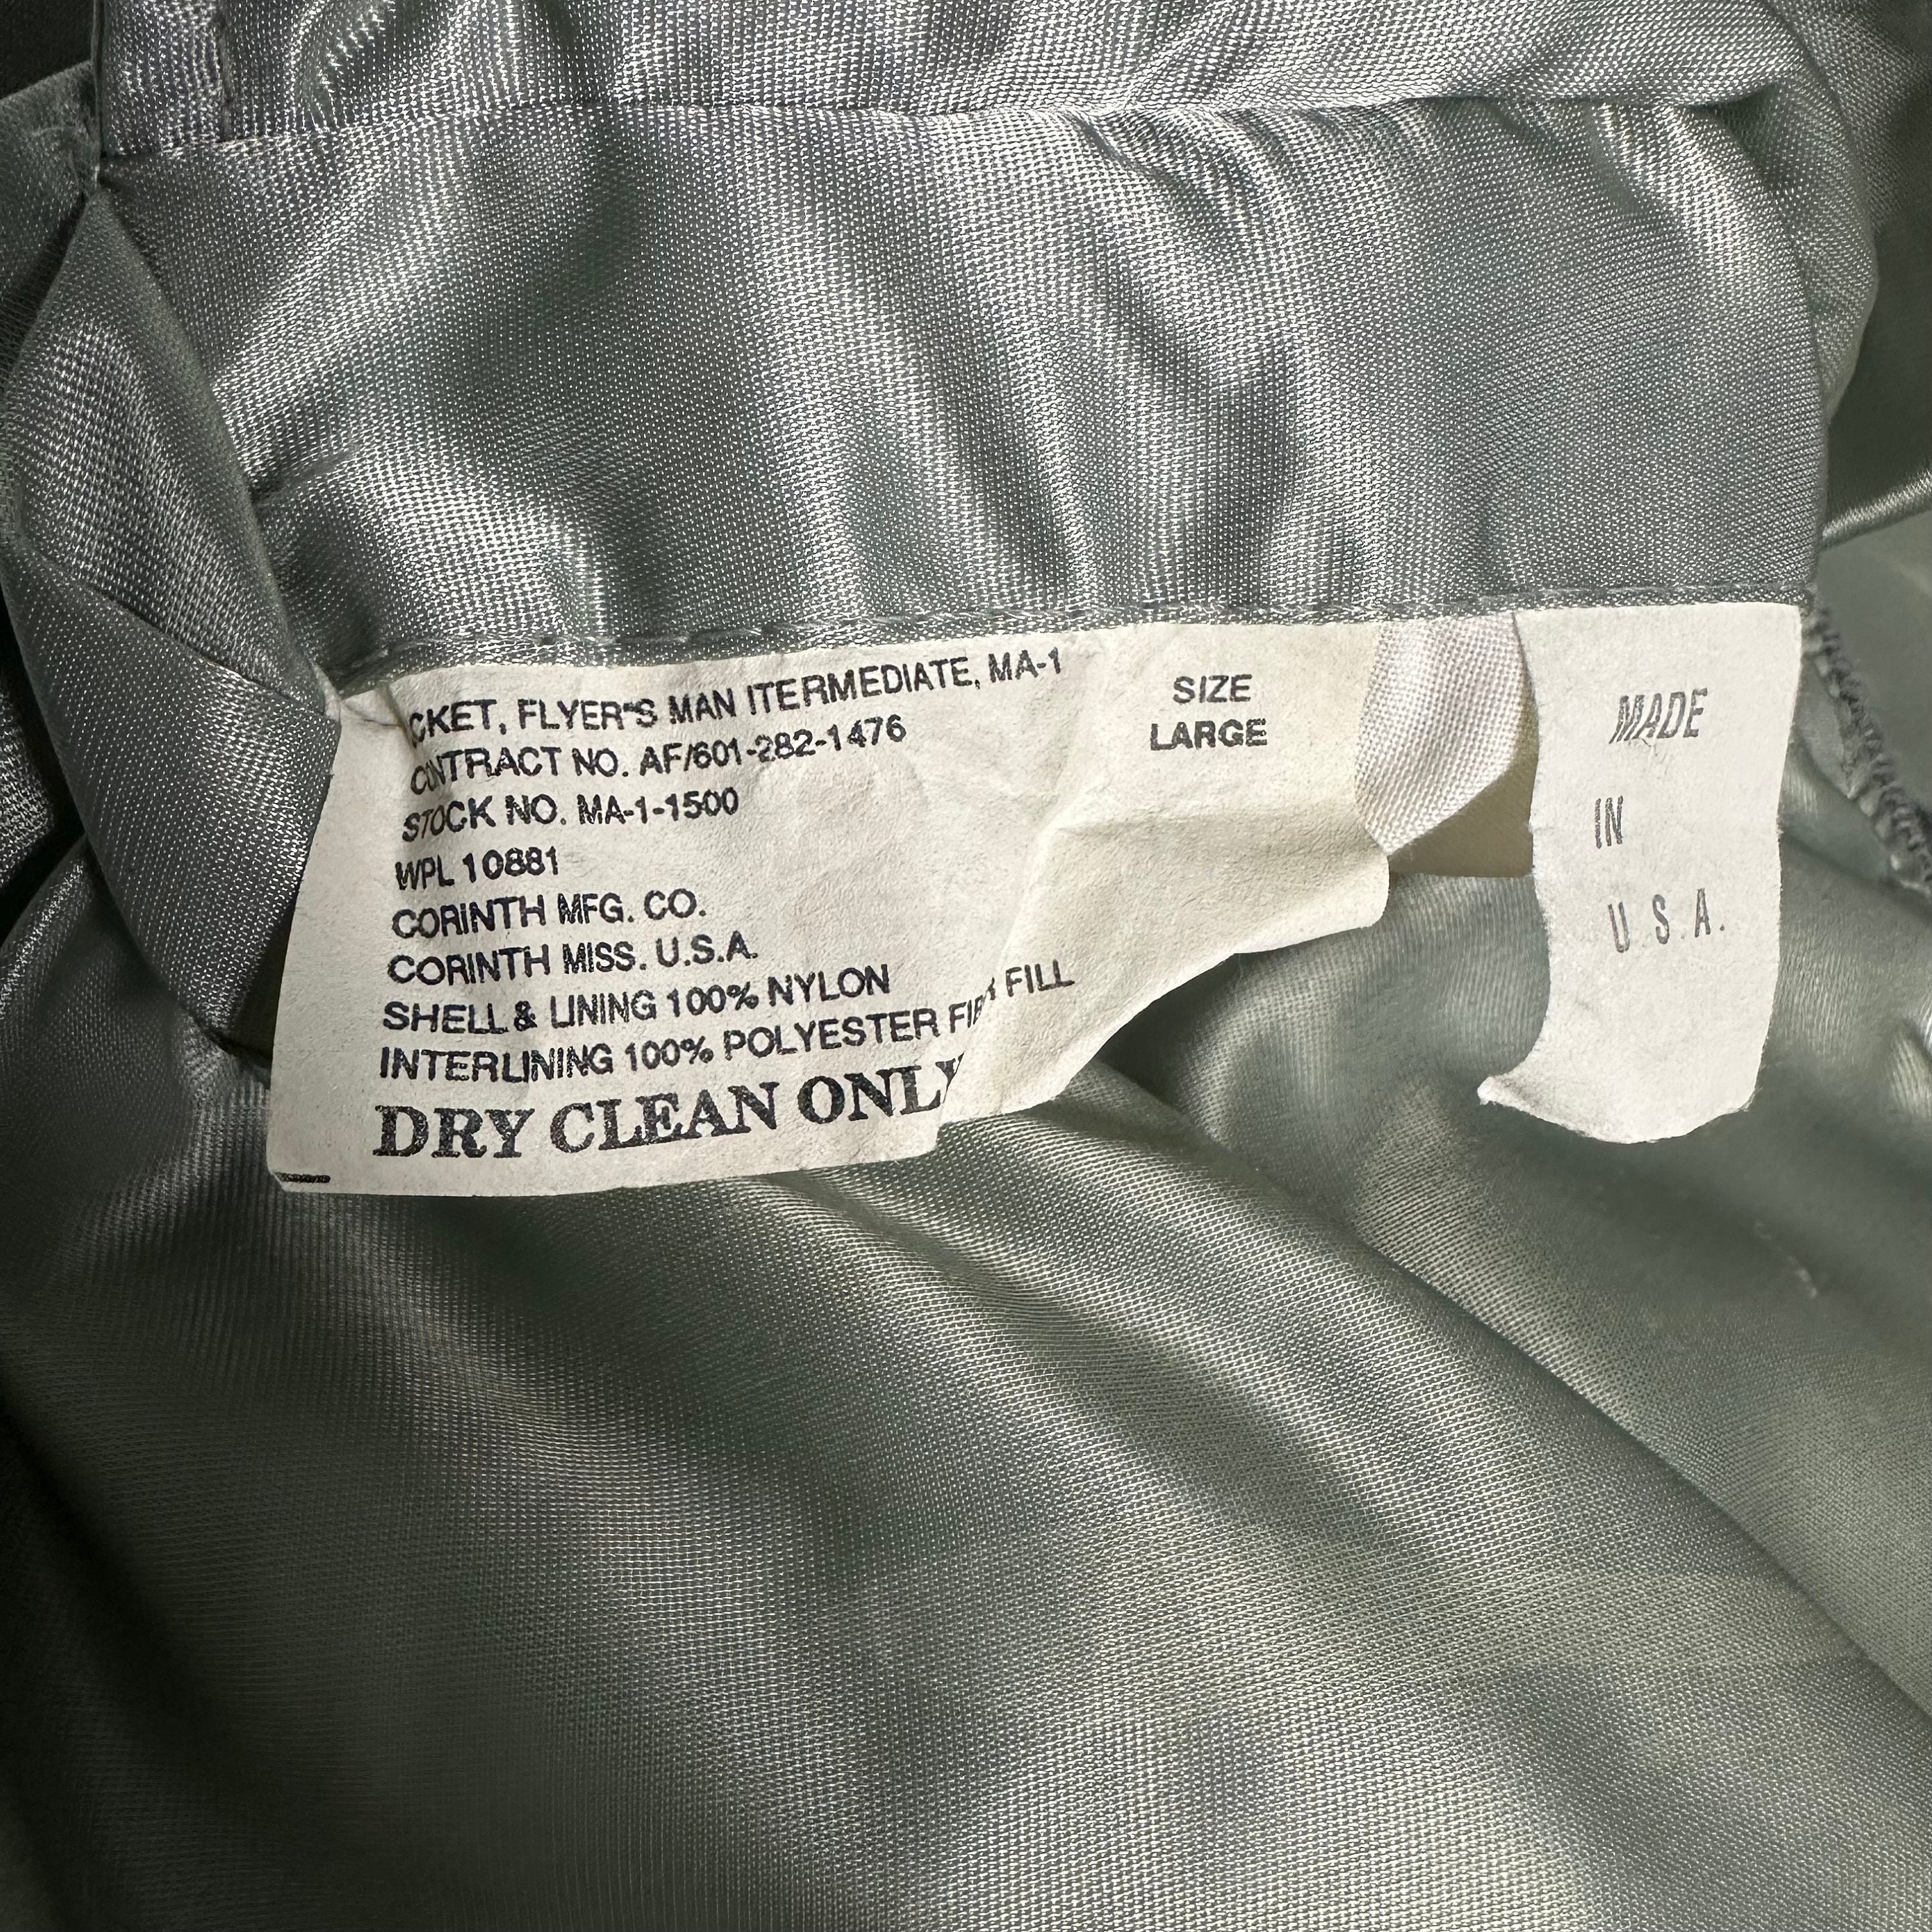 CKET, FLYER"S MAN ITERMEDIATE, MA-1
CONTRACT NO. AF/601-282-1476
STOCK NO. MA-1-1500
WPL 10881
CORINTH MFG. CO.
CORINTH MISS. U.S.A.
SHELL & LINING 100% NYLON
INTERLINING 100% POLYESTER FILL
DRY CLEAN ONLY
SIZE
LARGE
MADE
IN
U.S.A.